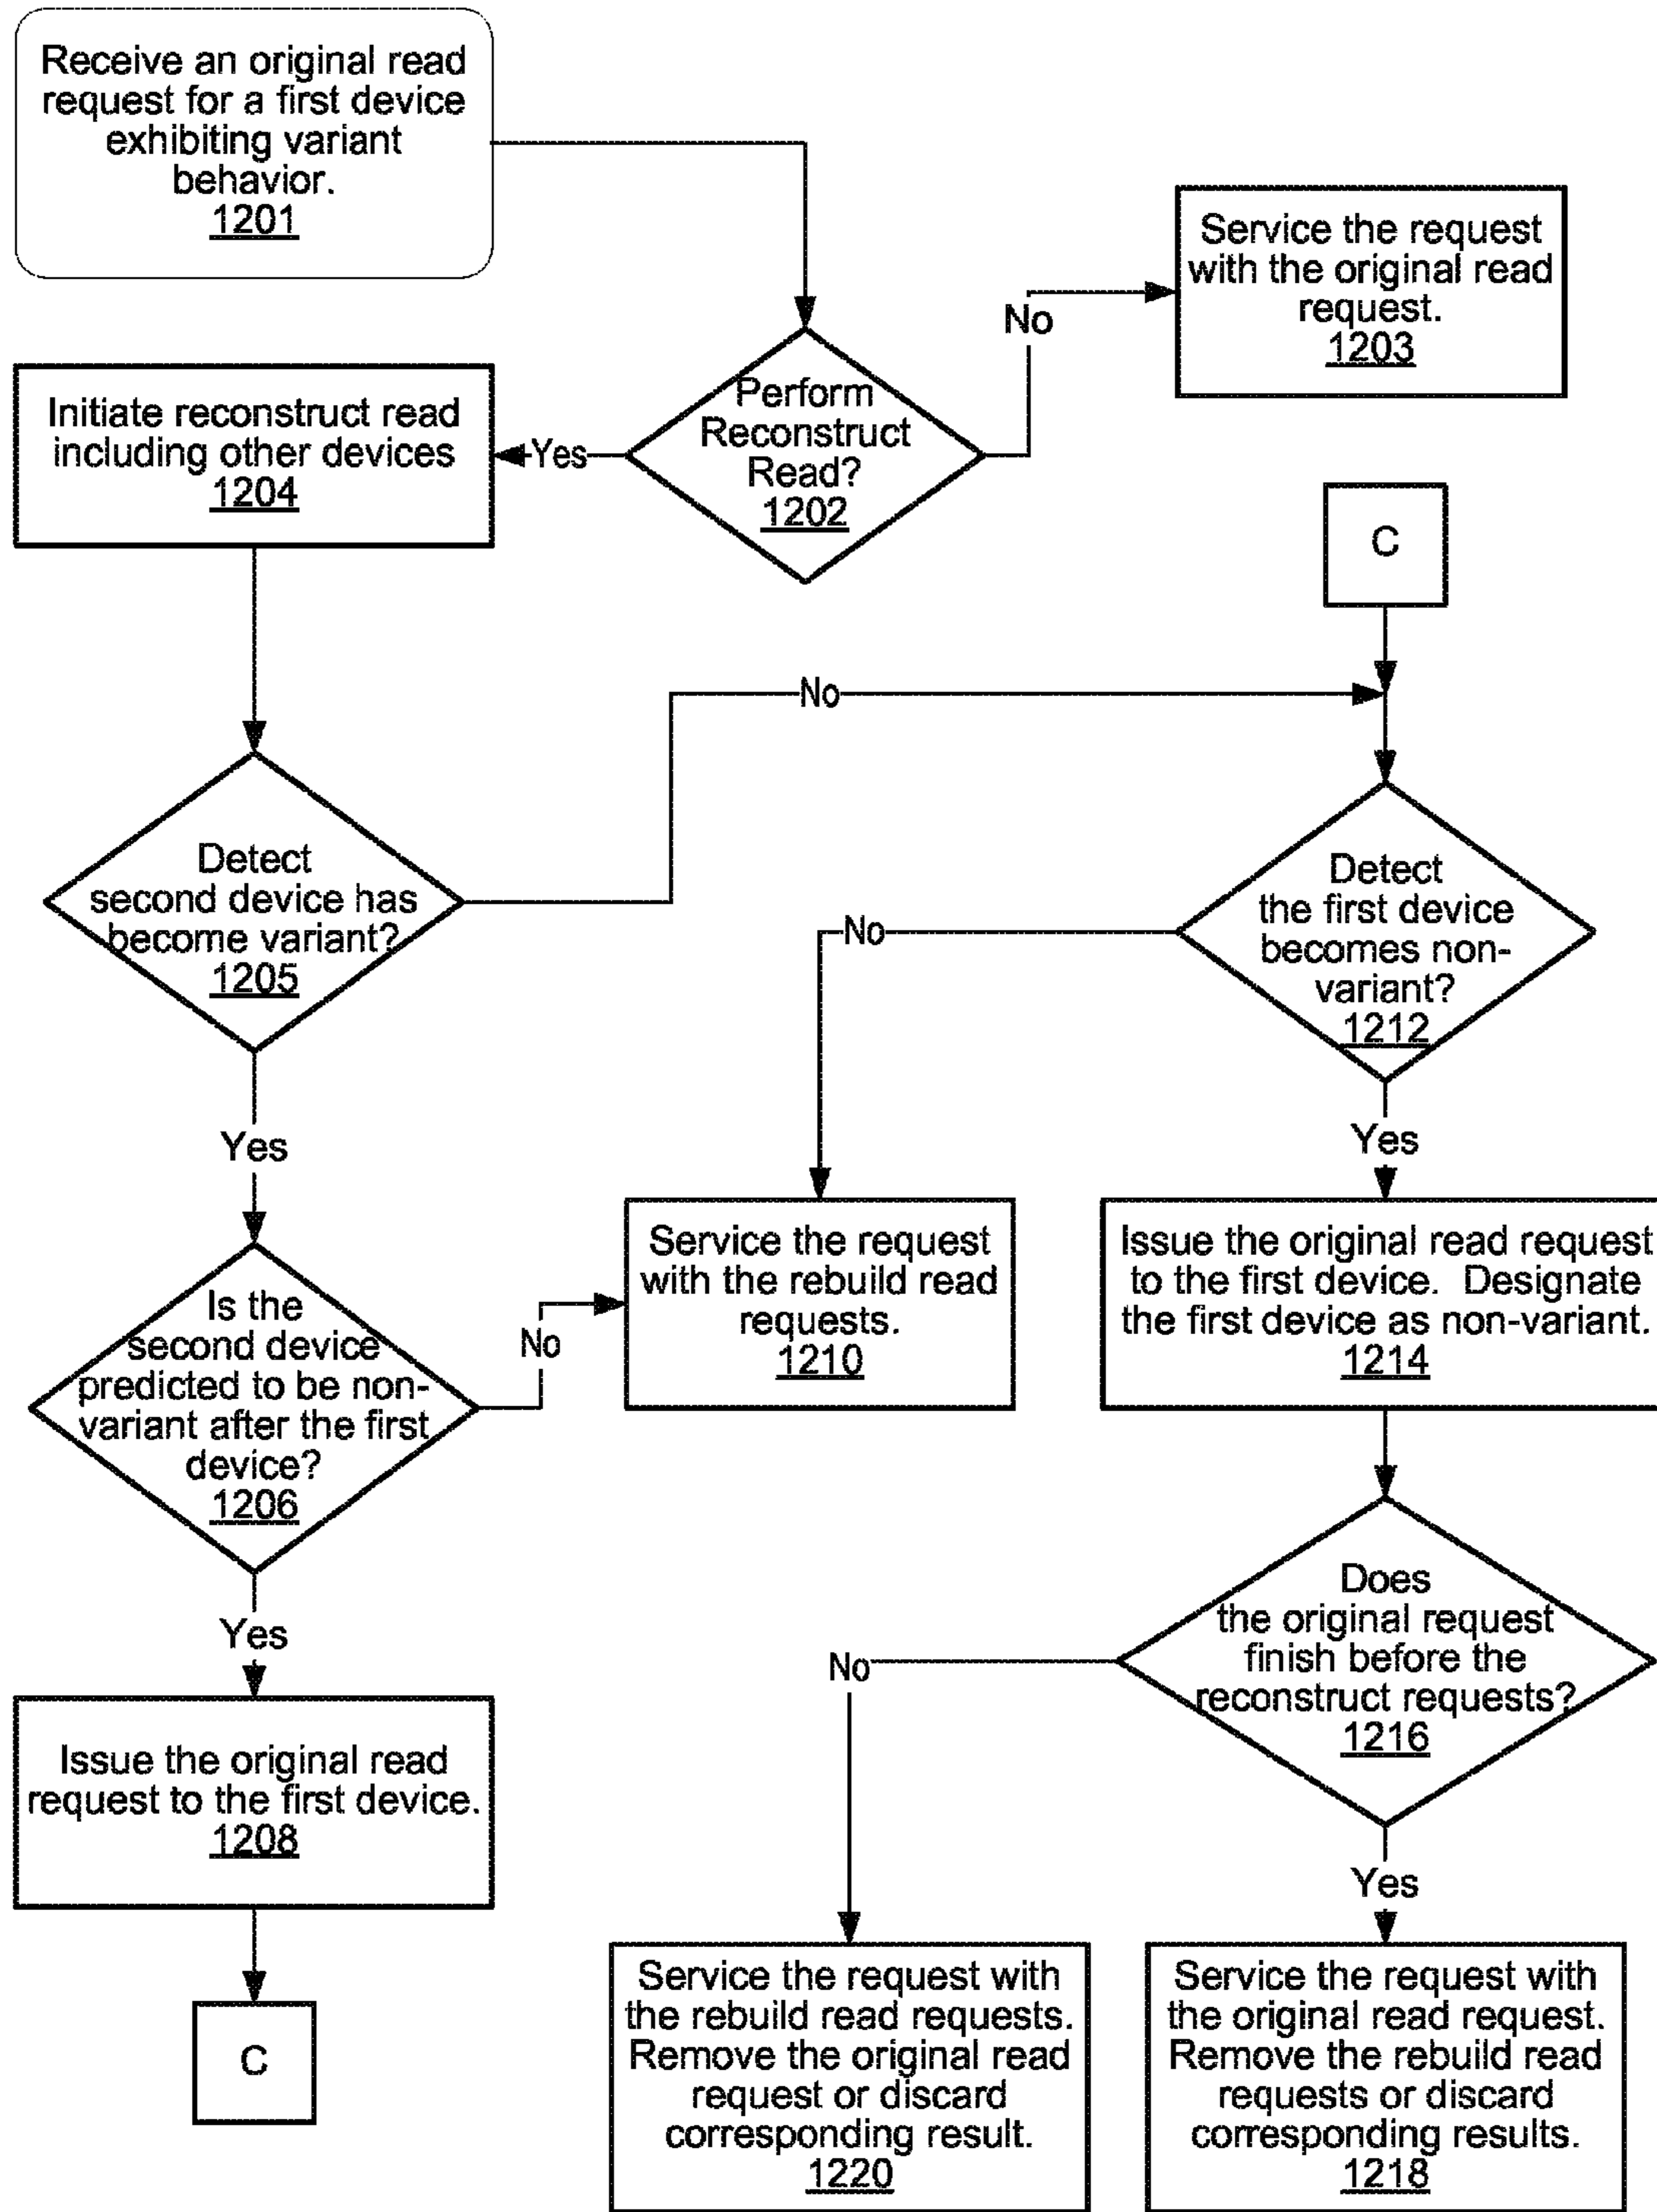 Receive an original read
request for a first device
exhibiting variant
behavior.
1201
Service the request
with the original read
request.
1203
No
Perform
Reconstruct
Read?
1202
Yes
Initiate reconstruct read
including other devices
1204
C
No
Detect
second device has
become variant?
1205
Detect
the first device
becomes non-
variant?
1212
No
Yes
Yes
Is the
second device
predicted to be non-
variant after the first
device?
1206
No
Service the request
with the rebuild read
requests.
1210
Issue the original read request
to the first device. Designate
the first device as non-variant.
1214
Yes
Does
the original request
finish before the
reconstruct requests?
1216
No
Yes
Issue the original read
request to the first device.
1208
C
Service the request with
the rebuild read requests.
Remove the original read
request or discard
corresponding result.
1220
Service the request with
the original read request.
Remove the rebuild read
requests or discard
corresponding results.
1218